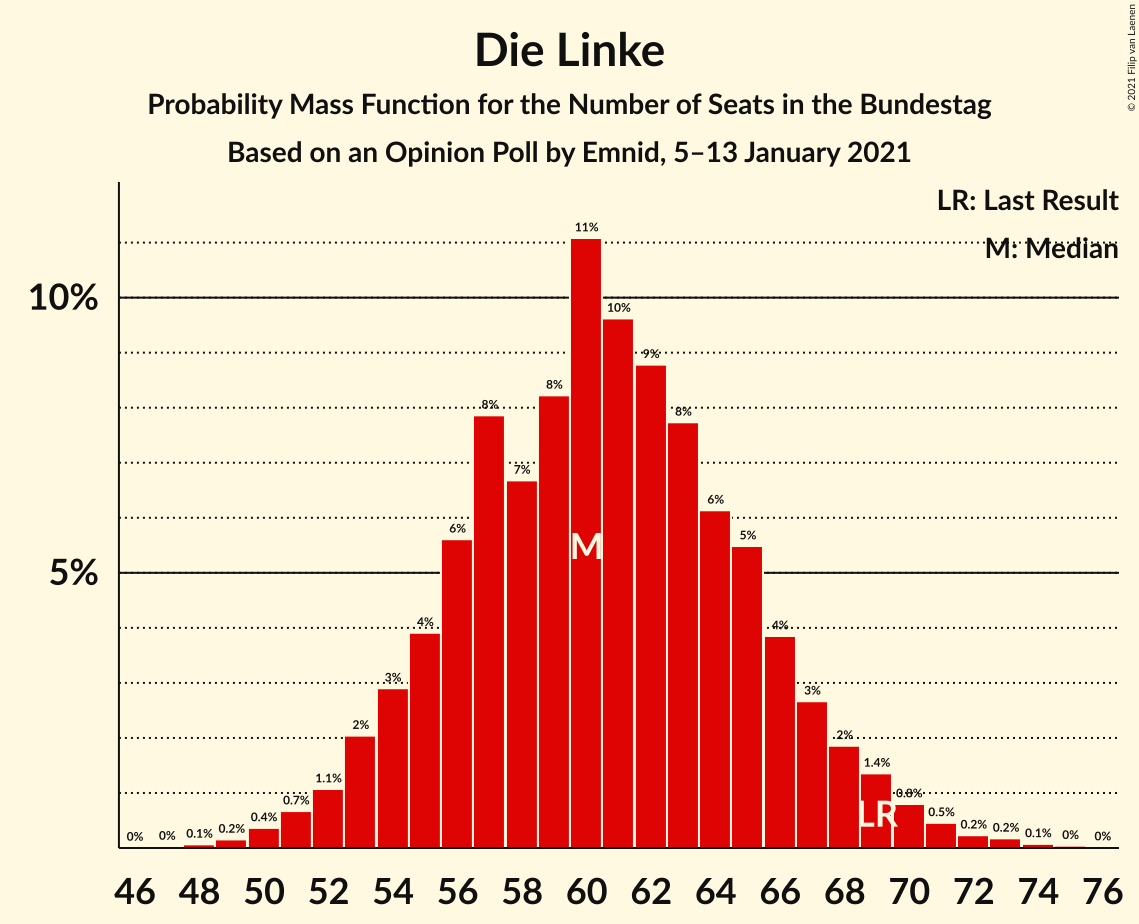 Die Linke
Probability Mass Function for the Number of Seats in the Bundestag
Based on an Opinion Poll by Emnid, 5–13 January 2021
© 2021 Filip van Laenen
LR: Last Result
M: Median
10%
5%
0% 0% 0.1% 0.2% 0.4% 0.7% 1.1% 2% 3% 4% 6% 8% 7% 8% 11% 10% 9% 8% 6% 5% 4% 3% 2% 1.4% 0.8% 0.5% 0.2% 0.2% 0.1% 0% 0%
M
LR
46 48 50 52 54 56 58 60 62 64 66 68 70 72 74 76